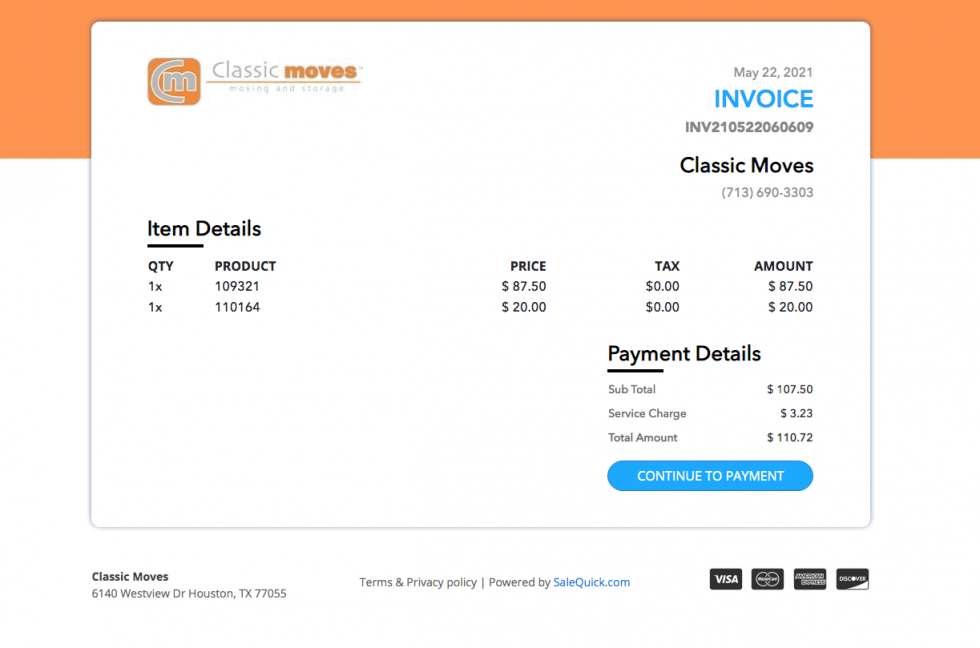 Cm Classic moves™
moving and storage
May 22, 2021
INVOICE
INV210522060609
Classic Moves
(713) 690-3303
Item Details
QTY PRODUCT PRICE TAX AMOUNT
1x 109321 $ 87.50 $0.00 $ 87.50
1x 110164 $ 20.00 $0.00 $ 20.00
Payment Details
Sub Total $ 107.50
Service Charge $ 3.23
Total Amount $ 110.72
CONTINUE TO PAYMENT
Classic Moves
6140 Westview Dr Houston, TX 77055
Terms & Privacy policy | Powered by SaleQuick.com
VISA MasterCard AMERICAN EXPRESS DISCOVER